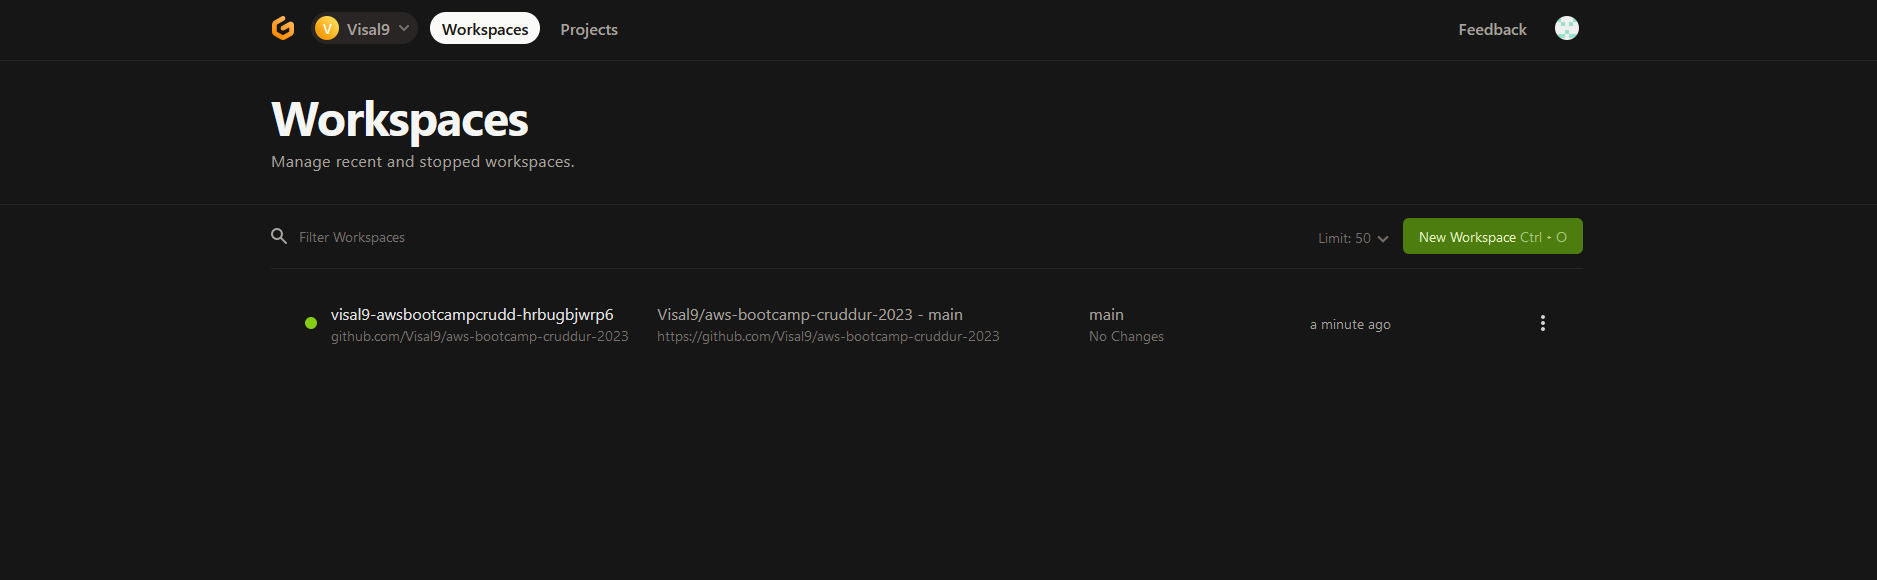 V Visal9 Workspaces Projects Feedback
Workspaces
Manage recent and stopped workspaces.
Filter Workspaces Limit: 50 New Workspace Ctrl + O
visal9-awsbootcampcrudd-hrbugbjwrp6 Visal9/aws-bootcamp-cruddur-2023 - main main
github.com/Visal9/aws-bootcamp-cruddur-2023 https://github.com/Visal9/aws-bootcamp-cruddur-2023 No Changes
a minute ago